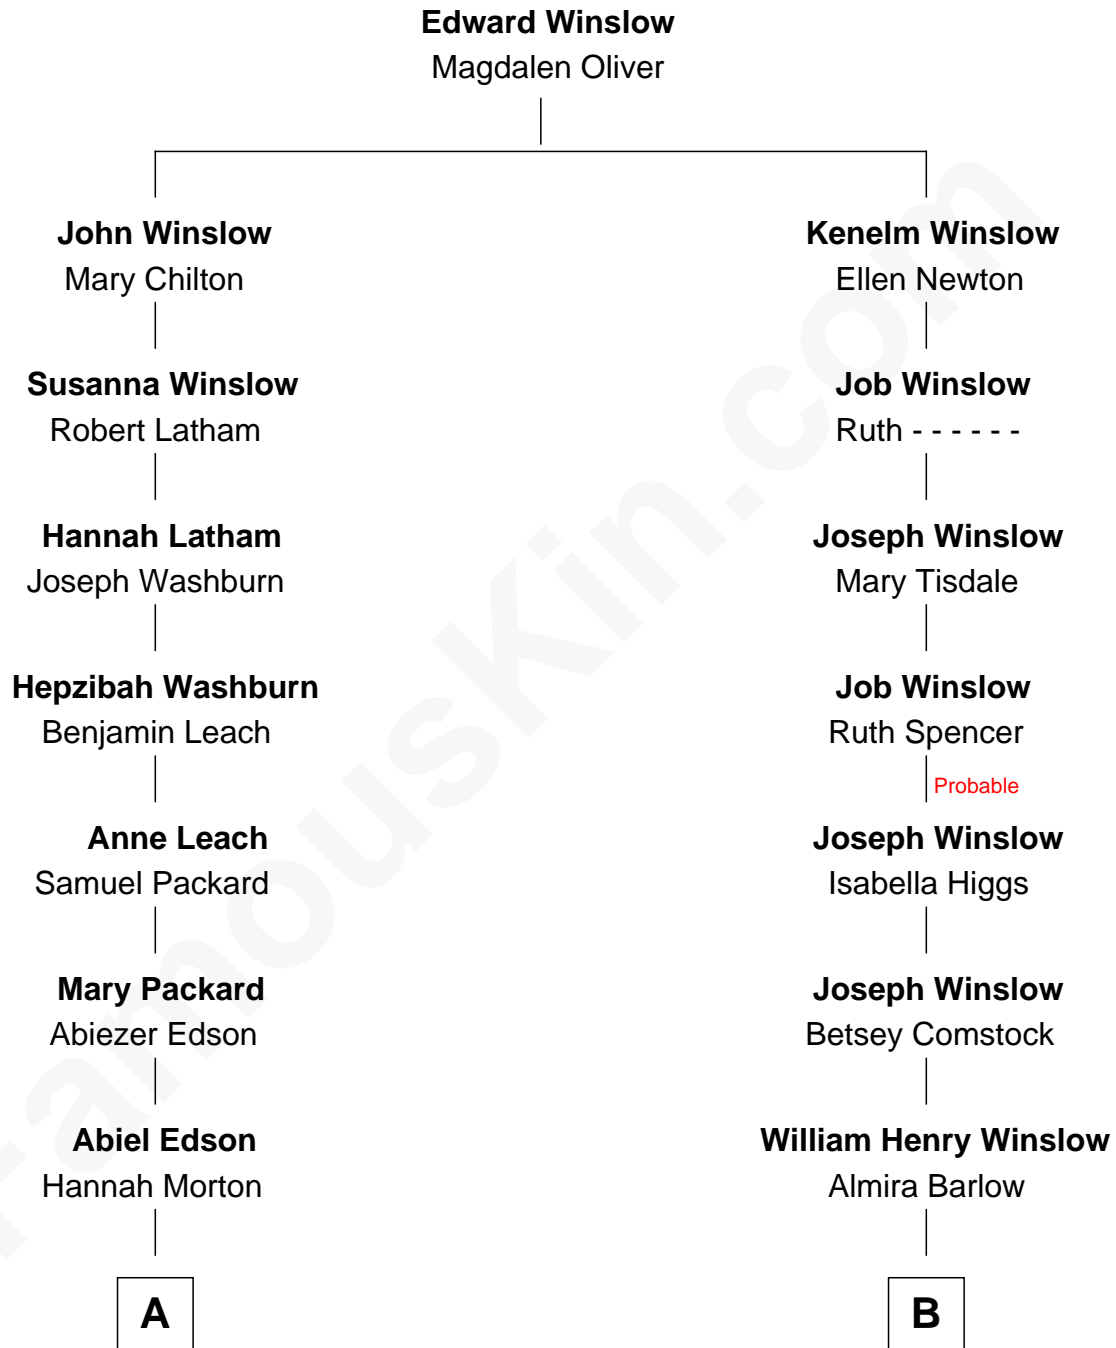 Edward Winslow
Magdalen Oliver
John Winslow
Mary Chilton
Kenelm Winslow
Ellen Newton
Susanna Winslow
Robert Latham
Job Winslow
Ruth - - - - - -
Hannah Latham
Joseph Washburn
Joseph Winslow
Mary Tisdale
Hepzibah Washburn
Benjamin Leach
Job Winslow
Ruth Spencer
Probable
Anne Leach
Samuel Packard
Joseph Winslow
Isabella Higgs
Mary Packard
Abiezer Edson
Joseph Winslow
Betsey Comstock
Abiel Edson
Hannah Morton
William Henry Winslow
Almira Barlow
A
B
FamousKin.com